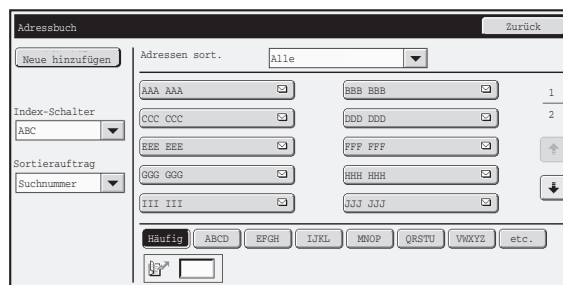 Adressbuch Zurück
Neue hinzufügen Adressen sort. Alle
AAA AAA BBB BBB 1
Index-Schalter CCC CCC DDD DDD 2
ABC
EEE EEE FFF FFF
Sortierauftrag
Suchnummer GGG GGG HHH HHH
III III JJJ JJJ
Häufig ABCD EFGH IJKL MNOP QRSTU VWXYZ etc.